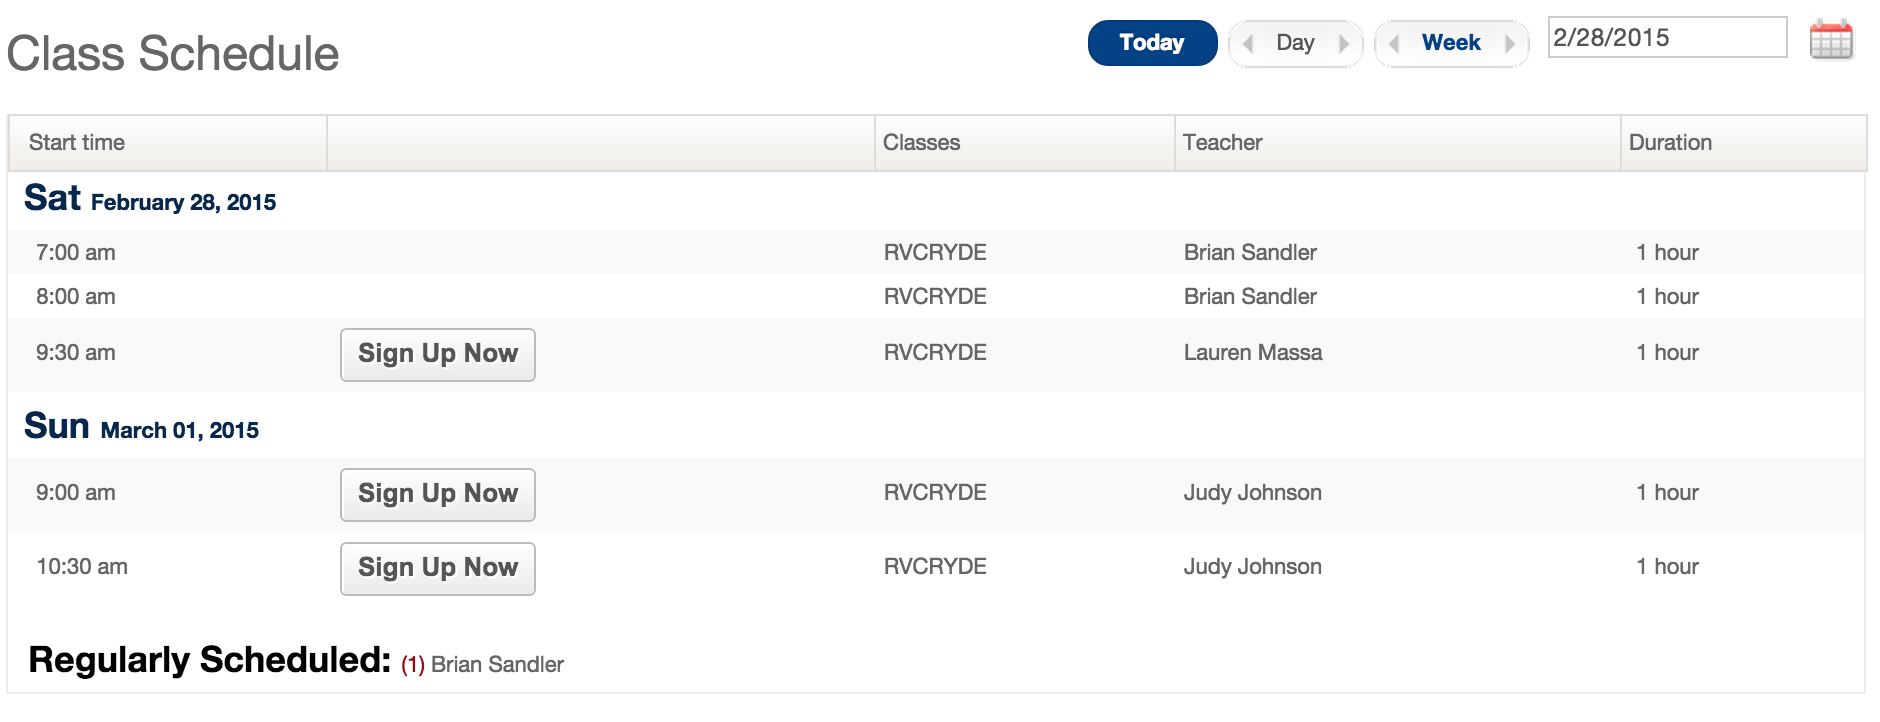 Class Schedule
Today Day Week 2/28/2015
Start time Classes Teacher Duration
Sat February 28, 2015
7:00 am RVCRYDE Brian Sandler 1 hour
8:00 am RVCRYDE Brian Sandler 1 hour
9:30 am Sign Up Now RVCRYDE Lauren Massa 1 hour
Sun March 01, 2015
9:00 am Sign Up Now RVCRYDE Judy Johnson 1 hour
10:30 am Sign Up Now RVCRYDE Judy Johnson 1 hour
Regularly Scheduled: (1) Brian Sandler